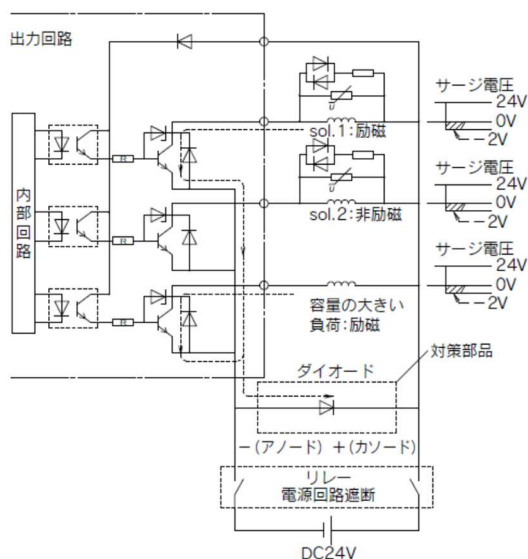 出力回路
内部回路
R
R
R
U
sol.1:励磁
U
sol.2:非励磁
容量の大きい
負荷:励磁
サージ電圧
24V
0V
-2V
サージ電圧
24V
0V
-2V
サージ電圧
24V
0V
-2V
対策部品
ダイオード
-(アノード) +(カソード)
リレー
電源回路遮断
DC24V